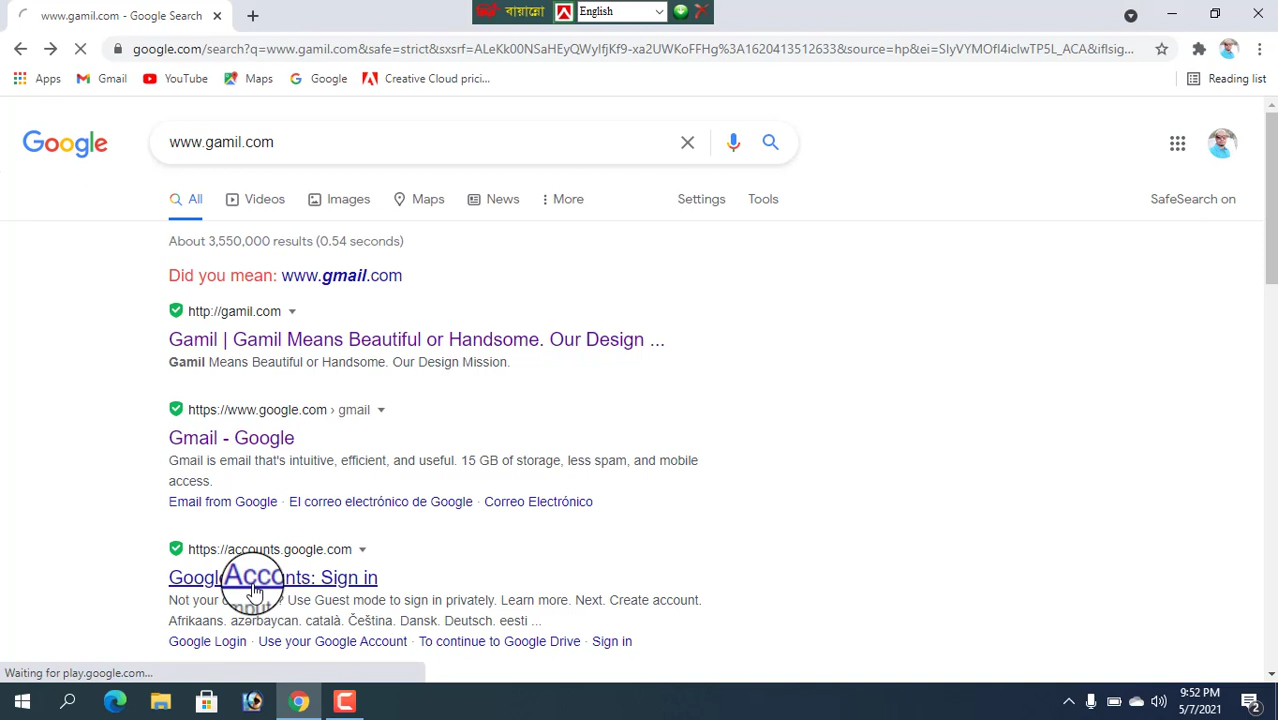 www.gamil.com - Google Search
বায়ান্নো English
google.com/search?q=www.gamil.com&safe=strict&sxsrf=ALeKk00NSaHEyQWyIfjKf9-xa2UWKoFFHg%3A1620413512633&source=hp&ei=SIyVYMOfI4iclwTP5L_ACA&iflsig...
Apps Gmail YouTube Maps Google Creative Cloud prici... Reading list
Google www.gamil.com
All Videos Images Maps News More Settings Tools SafeSearch on
About 3,550,000 results (0.54 seconds)
Did you mean: www.gmail.com
http://gamil.com
Gamil | Gamil Means Beautiful or Handsome. Our Design ...
Gamil Means Beautiful or Handsome. Our Design Mission.
https://www.google.com › gmail
Gmail - Google
Gmail is email that's intuitive, efficient, and useful. 15 GB of storage, less spam, and mobile
access.
Email from Google · El correo electrónico de Google · Correo Electrónico
https://accounts.google.com
Google Accounts: Sign in
Not your computer? Use Guest mode to sign in privately. Learn more. Next. Create account.
Afrikaans. azərbaycan. català. Čeština. Dansk. Deutsch. eesti ...
Google Login · Use your Google Account · To continue to Google Drive · Sign in
Waiting for play.google.com...
9:52 PM
5/7/2021
2